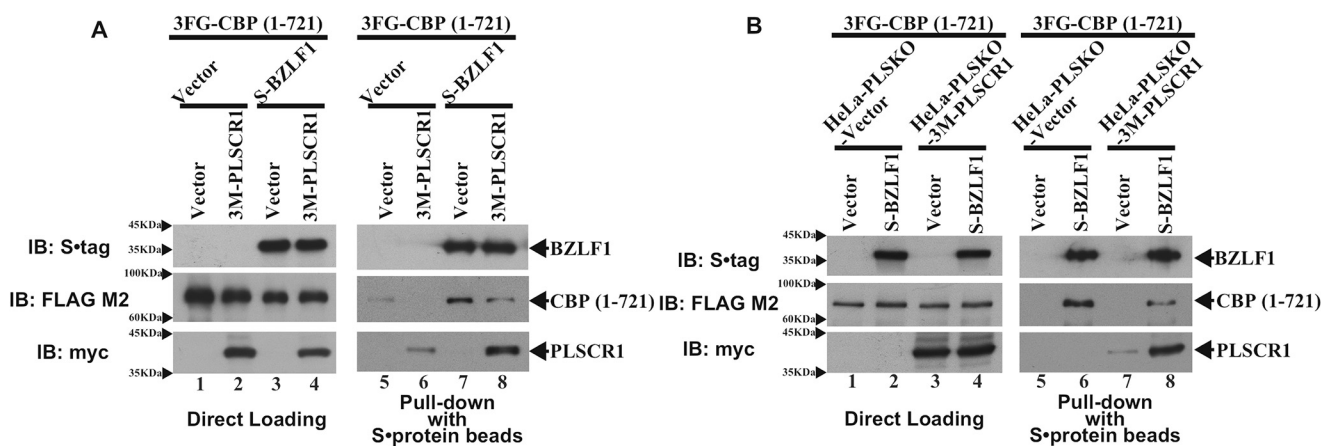 A
3FG-CBP (1-721)
3FG-CBP (1-721)
Vector
S-BZLF1
Vector
S-BZLF1
Vector
3M-PLSCR1
Vector
3M-PLSCR1
Vector
3M-PLSCR1
Vector
3M-PLSCR1
45KDa
IB: S•tag
35KDa
BZLF1
100KDa
IB: FLAG M2
CBP (1-721)
60KDa
45KDa
IB: myc
PLSCR1
35KDa
1 2 3 4 5 6 7 8
Direct Loading
Pull-down
with
S•protein beads
B
3FG-CBP (1-721)
3FG-CBP (1-721)
HeLa-PLSKO
-Vector
HeLa-PLSKO
-3M-PLSCR1
HeLa-PLSKO
-Vector
HeLa-PLSKO
-3M-PLSCR1
Vector
S-BZLF1
Vector
S-BZLF1
Vector
S-BZLF1
Vector
S-BZLF1
45KDa
IB: S•tag
35KDa
BZLF1
100KDa
IB: FLAG M2
CBP (1-721)
60KDa
45KDa
IB: myc
PLSCR1
35KDa
1 2 3 4 5 6 7 8
Direct Loading
Pull-down
with
S•protein beads